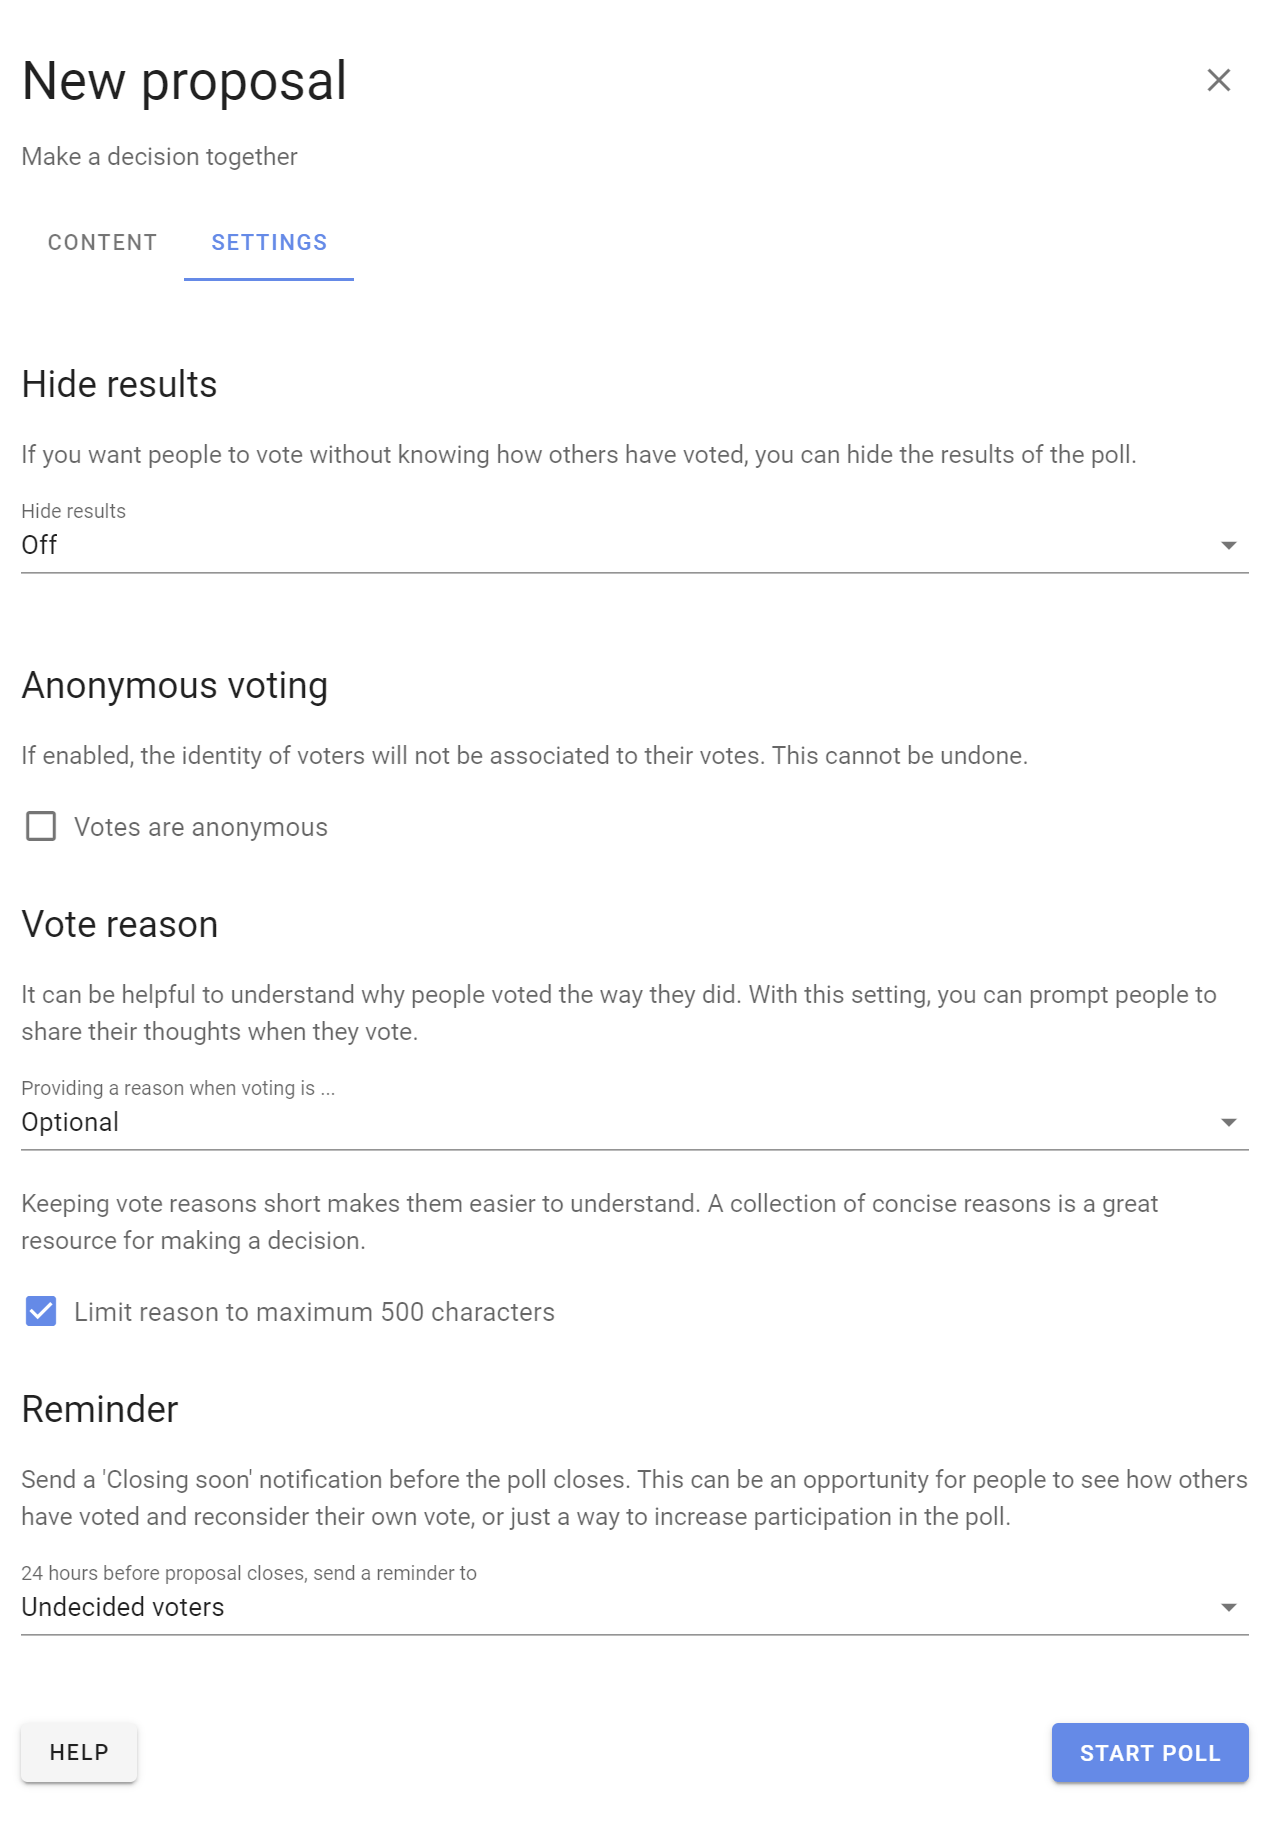 New proposal
Make a decision together
CONTENT SETTINGS
Hide results
If you want people to vote without knowing how others have voted, you can hide the results of the poll.
Hide results
Off
Anonymous voting
If enabled, the identity of voters will not be associated to their votes. This cannot be undone.
Votes are anonymous
Vote reason
It can be helpful to understand why people voted the way they did. With this setting, you can prompt people to
share their thoughts when they vote.
Providing a reason when voting is ...
Optional
Keeping vote reasons short makes them easier to understand. A collection of concise reasons is a great
resource for making a decision.
Limit reason to maximum 500 characters
Reminder
Send a 'Closing soon' notification before the poll closes. This can be an opportunity for people to see how others
have voted and reconsider their own vote, or just a way to increase participation in the poll.
24 hours before proposal closes, send a reminder to
Undecided voters
HELP START POLL